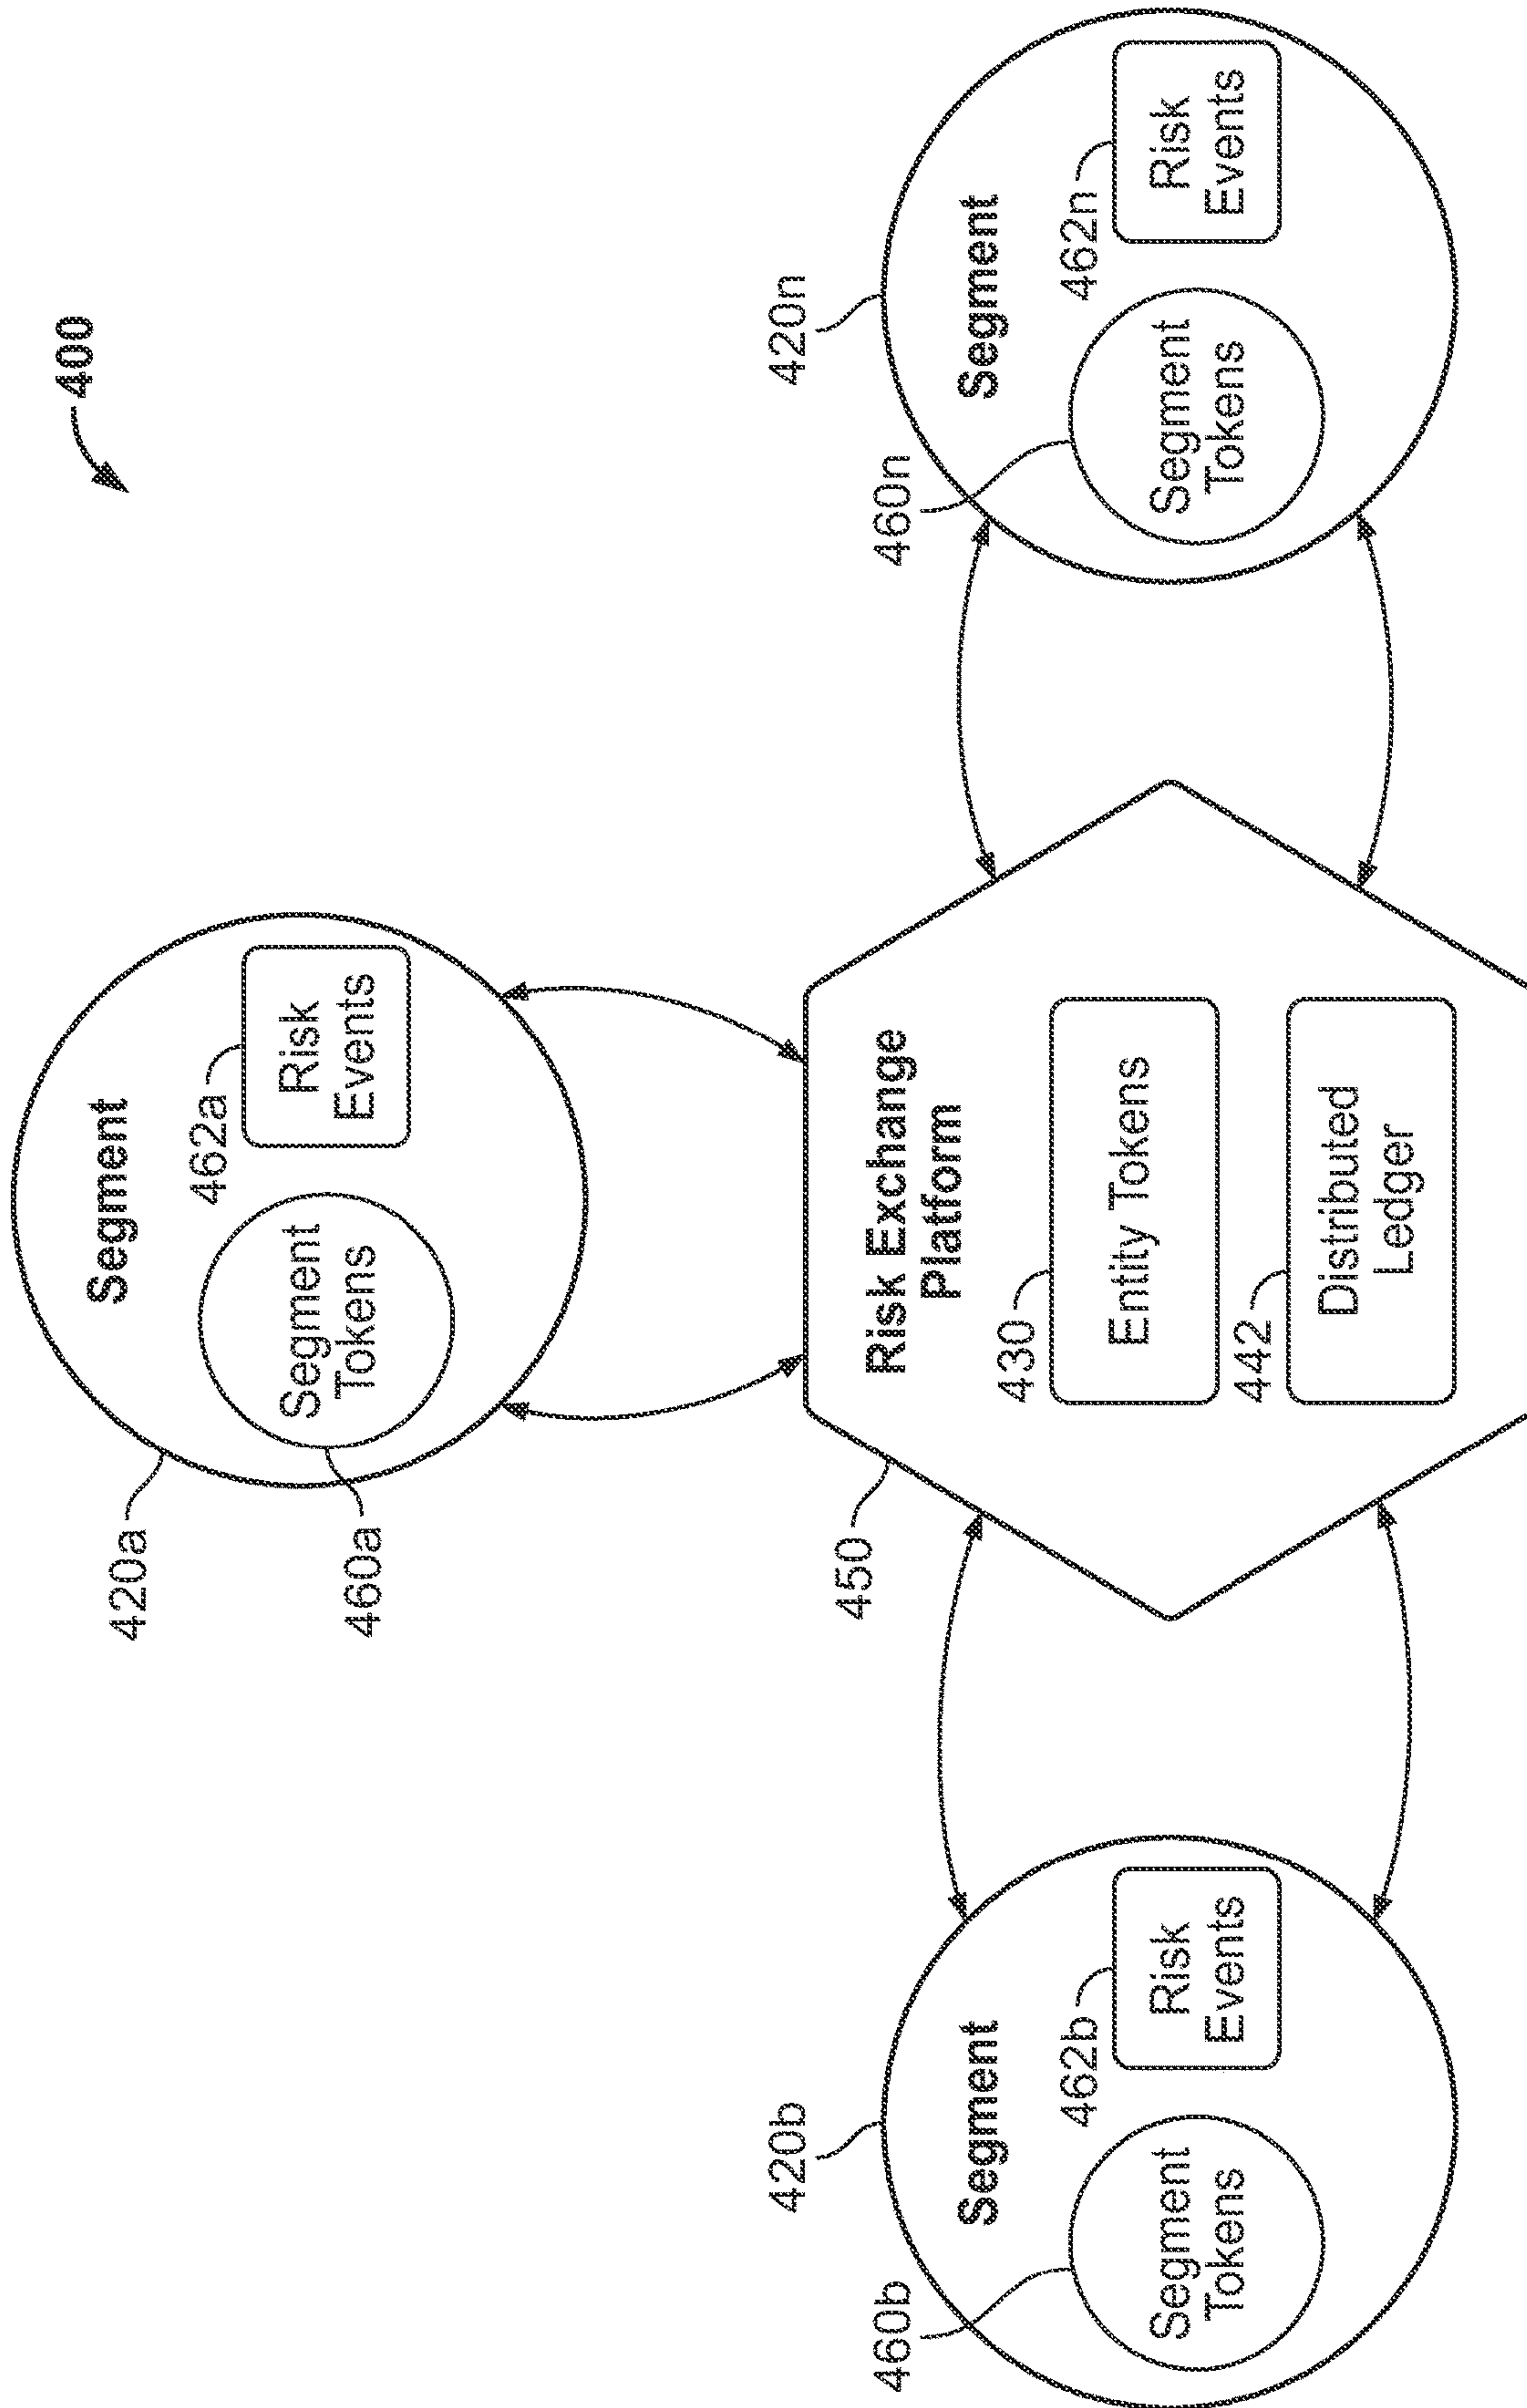 400
Segment
420a
462a
Risk
Events
Segment
Tokens
460a
420b
Segment
462b
Risk
Events
460b
Segment
Tokens
450
Risk Exchange
Platform
430
Entity Tokens
442
Distributed
Ledger
420n
Segment
462n
Risk
Events
460n
Segment
Tokens